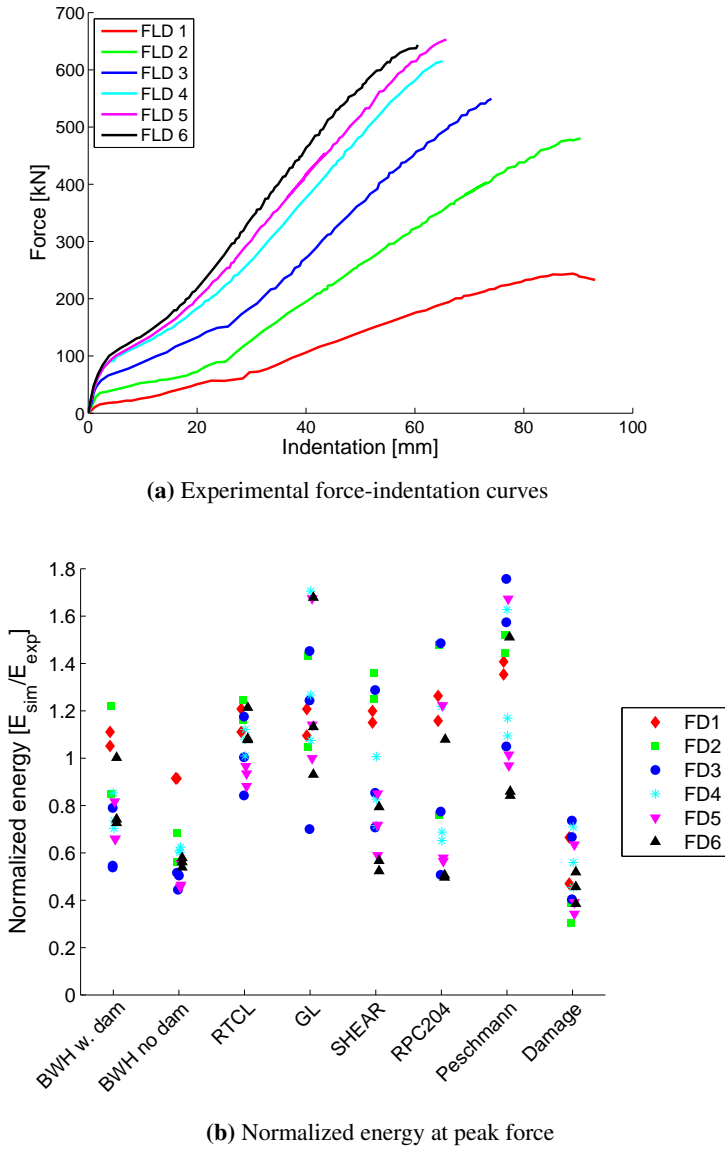 700
600
500
400
300
200
100
0
Force [kN]
FLD 1
FLD 2
FLD 3
FLD 4
FLD 5
FLD 6
0 20 40 60 80 100
Indentation [mm]
(a) Experimental force-indentation curves
1.8
1.6
1.4
1.2
1
0.8
0.6
0.4
0.2
0
Normalized energy [E_sim/E_exp]
BWH w. dam
BWH no dam
RTCL
GL
SHEAR
RPC204
Peschmann
Damage
FD1
FD2
FD3
FD4
FD5
FD6
(b) Normalized energy at peak force